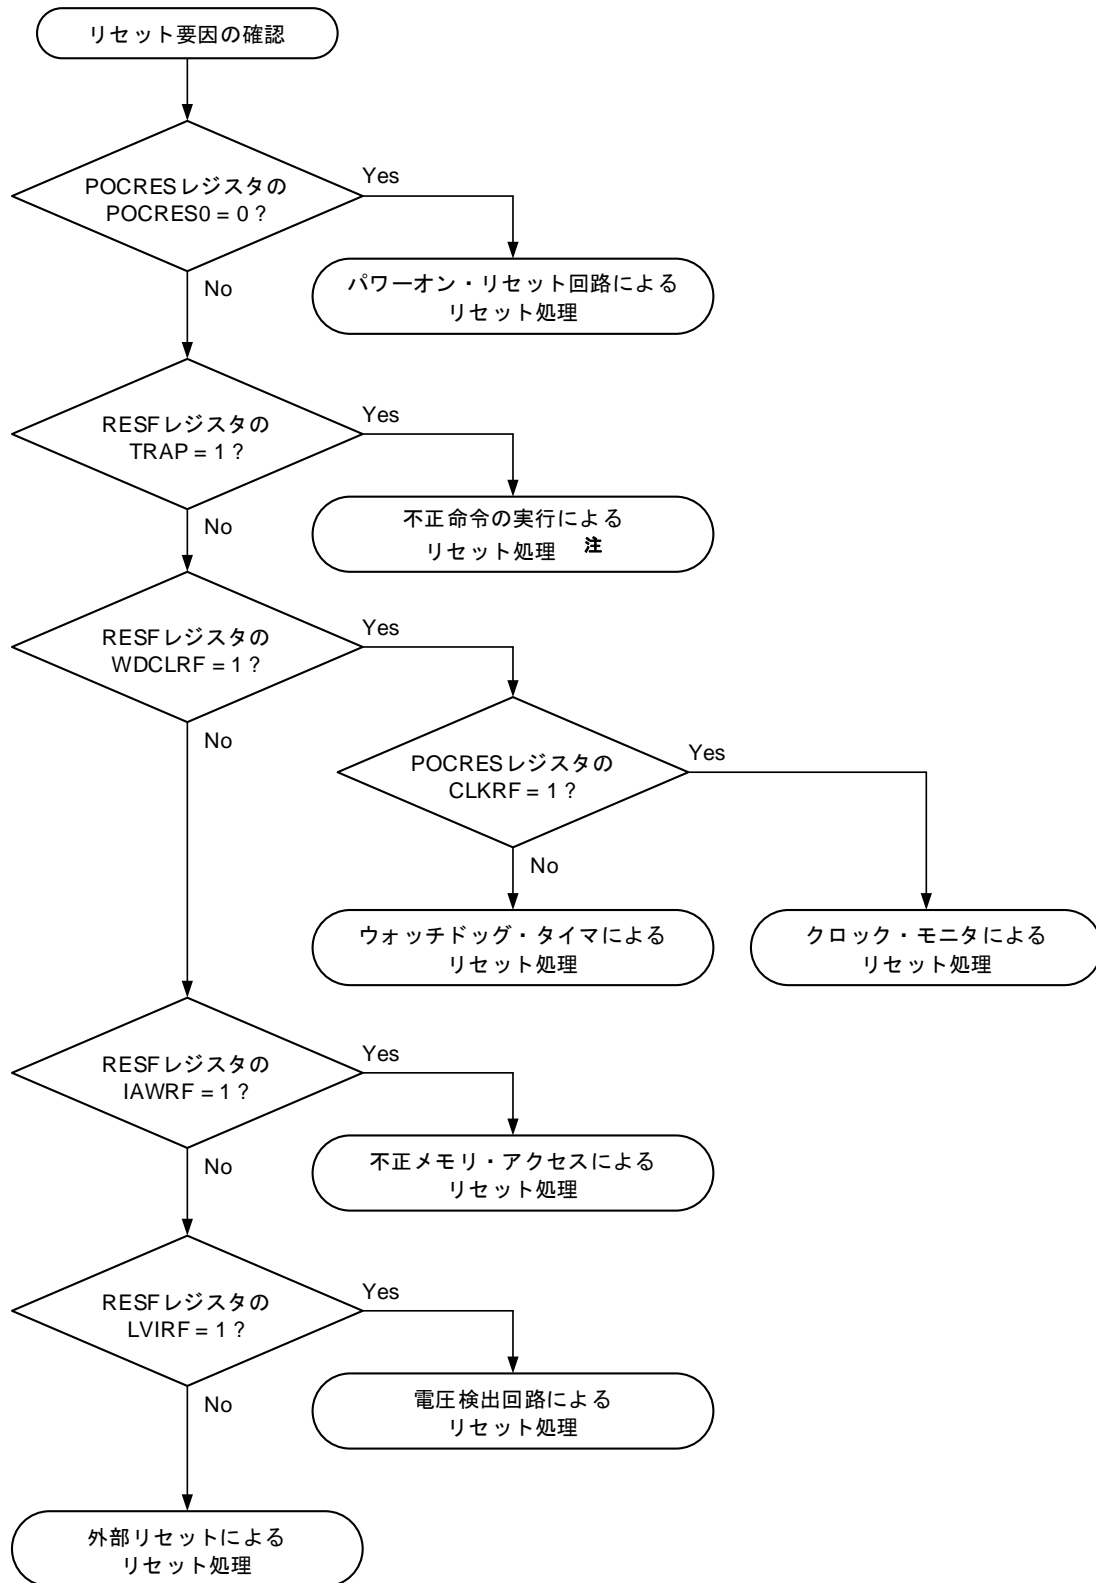 リセット要因の確認
POCRESレジスタの
POCRES0 = 0 ?
Yes
No
パワーオン・リセット回路による
リセット処理
RESFレジスタの
TRAP = 1 ?
Yes
No
不正命令の実行による
リセット処理 注
RESFレジスタの
WDCLRF = 1 ?
Yes
No
POCRESレジスタの
CLKRF = 1 ?
Yes
No
ウォッチドッグ・タイマによる
リセット処理
クロック・モニタによる
リセット処理
RESFレジスタの
IAWRF = 1 ?
Yes
No
不正メモリ・アクセスによる
リセット処理
RESFレジスタの
LVIRF = 1 ?
Yes
No
電圧検出回路による
リセット処理
外部リセットによる
リセット処理